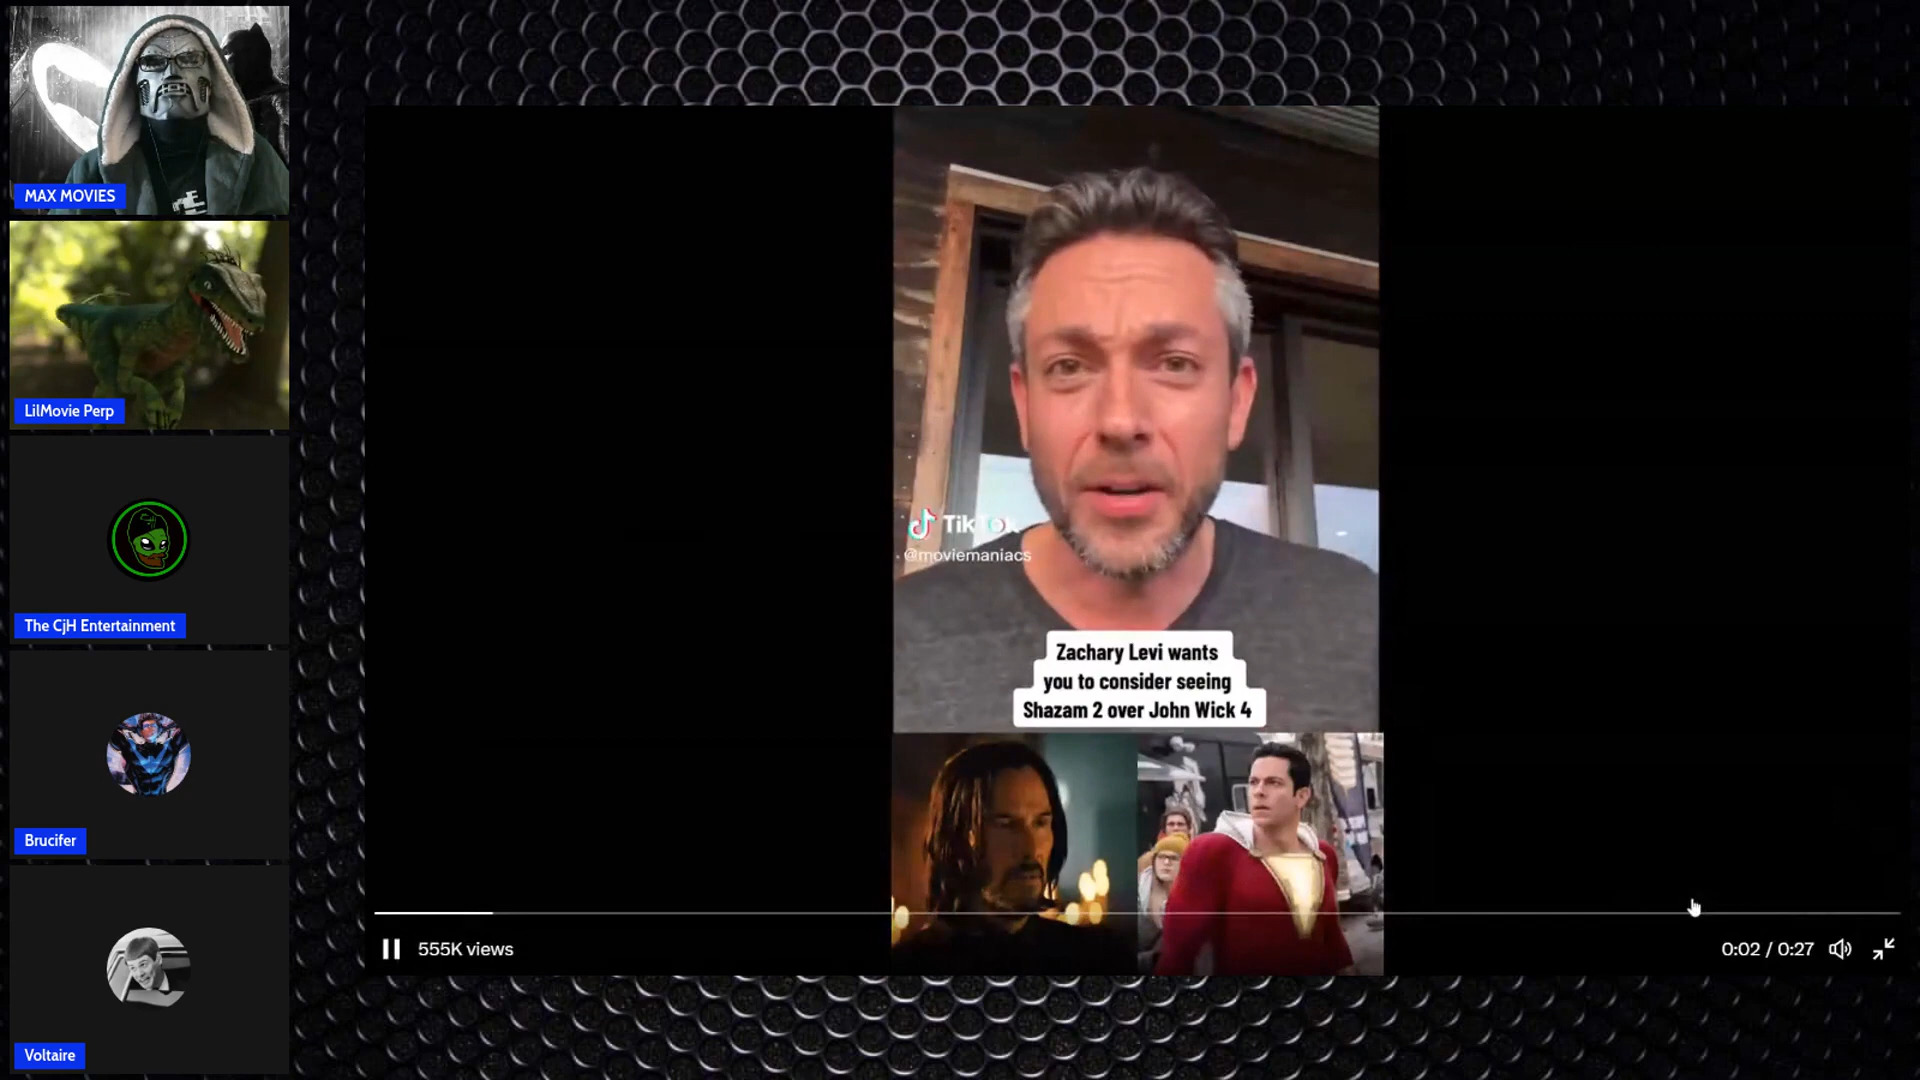 MAX MOVIES
LilMovie Perp
The CjH Entertainment
Brucifer
Voltaire
TikTok
@moviemaniacs
Zachary Levi wants
you to consider seeing
Shazam 2 over John Wick 4
555K views
0:02 / 0:27